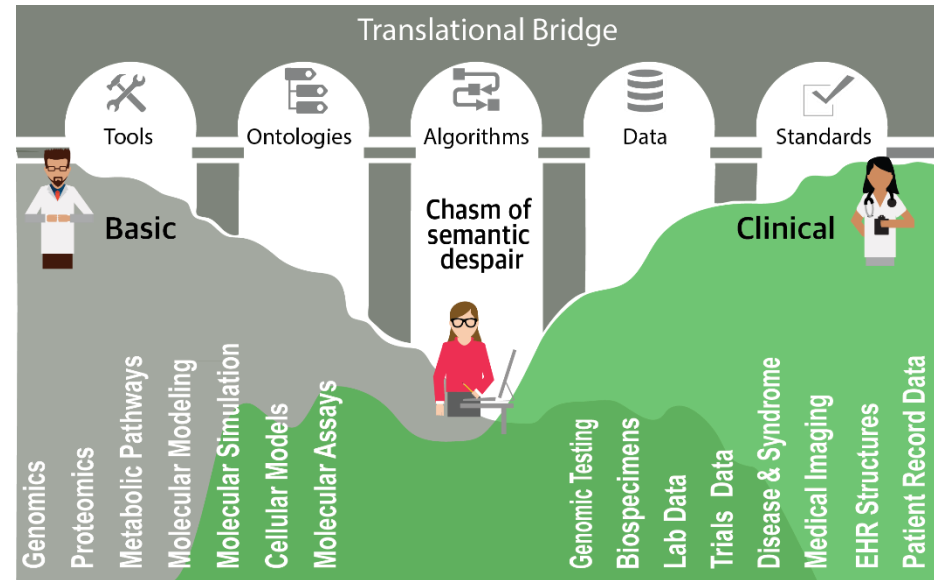 Translational Bridge
Tools
Ontologies
Algorithms
Data
Standards
Basic
Chasm of
semantic
despair
Clinical
Genomics
Proteomics
Metabolic Pathways
Molecular Modeling
Molecular Simulation
Cellular Models
Molecular Assays
Genomic Testing
Biospecimens
Lab Data
Trials Data
Disease & Syndrome
Medical Imaging
EHR Structures
Patient Record Data